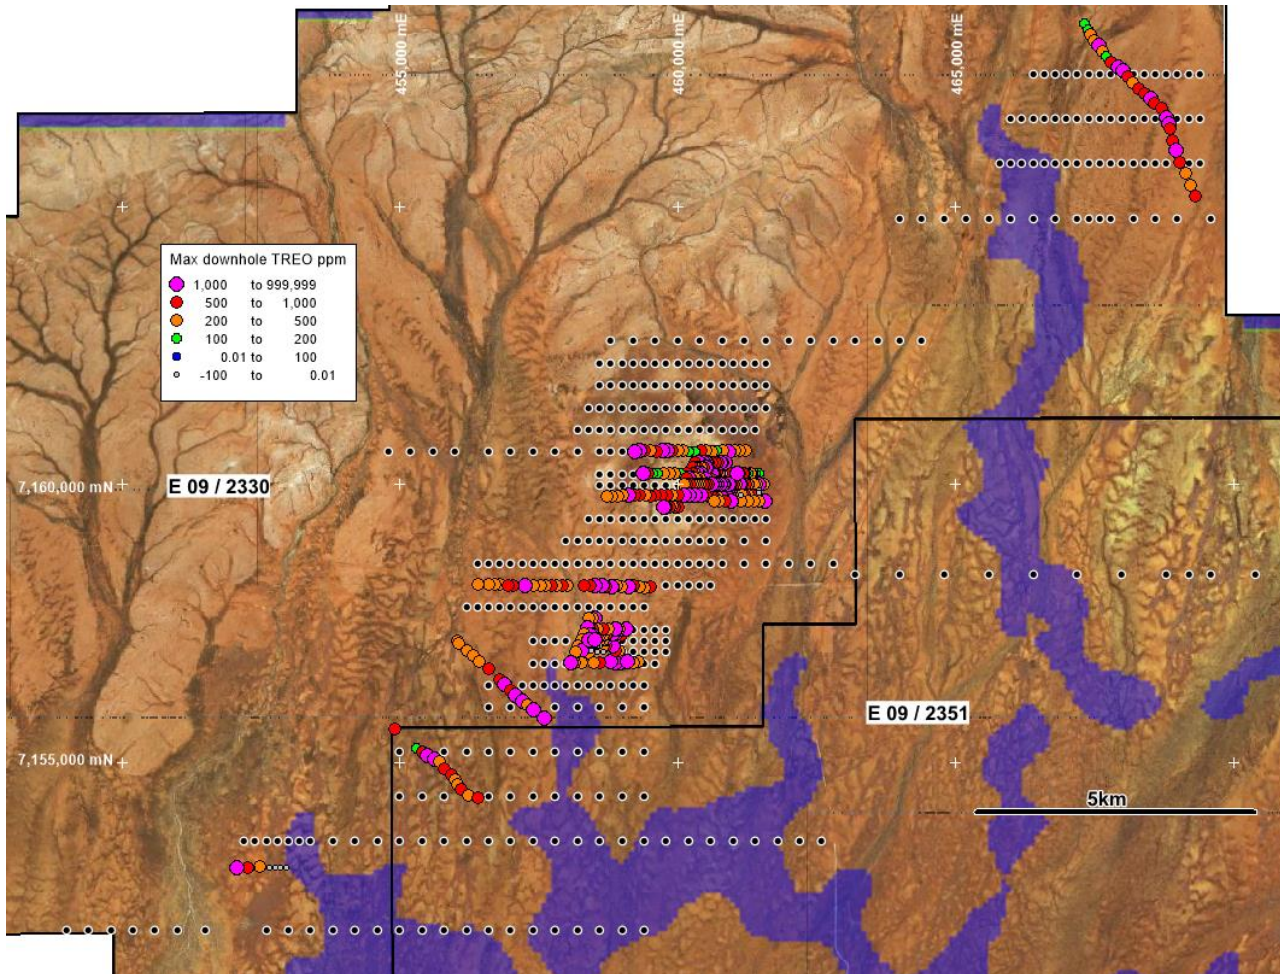 455,000 mE
460,000 mE
465,000 mE
Max downhole TREO ppm
1,000 to 999,999
500 to 1,000
200 to 500
100 to 200
0.01 to 100
-100 to 0.01
7,160,000 mN
E 09 / 2330
E 09 / 2351
7,155,000 mN
5km